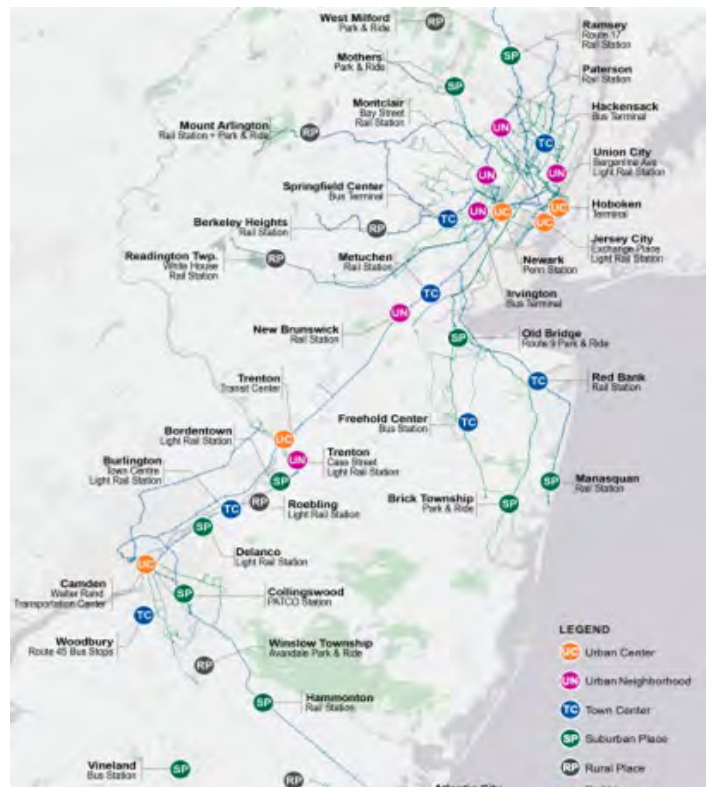 West Milford
Park & Ride
RP
Ramsey
Route 17
Rail Station
SP
Mothers
Park & Ride
SP
Paterson
Rail Station
Montclair
Bay Street
Rail Station
Hackensack
Bus Terminal
UN
TC
Mount Arlington
Rail Station + Park & Ride
RP
Union City
Bergenline Ave
Light Rail Station
UN
UN
Springfield Center
Bus Terminal
TC
UN
UC
UC
UC
Hoboken
Terminal
Berkeley Heights
Rail Station
RP
Jersey City
Exchange Place
Light Rail Station
Readington Twp.
White House
Rail Station
RP
Metuchen
Rail Station
TC
Newark
Penn Station
Irvington
Bus Terminal
New Brunswick
Rail Station
UN
SP
Old Bridge
Route 9 Park & Ride
Trenton
Transit Center
TC
Red Bank
Rail Station
Bordentown
Light Rail Station
UC
Freehold Center
Bus Station
TC
Burlington
Town Centre
Light Rail Station
UN
Trenton
Cass Street
Light Rail Station
SP
Manasquan
Rail Station
SP
TC
RP
Roebling
Light Rail Station
Brick Township
Park & Ride
SP
SP
Delanco
Light Rail Station
UC
Camden
Walter Rand
Transportation Center
SP
Collingswood
PATCO Station
TC
Woodbury
Route 45 Bus Stops
RP
Winslow Township
Avandale Park & Ride
SP
Hammonton
Rail Station
Vineland
Bus Station
SP
RP
LEGEND
UC Urban Center
UN Urban Neighborhood
TC Town Center
SP Suburban Place
RP Rural Place